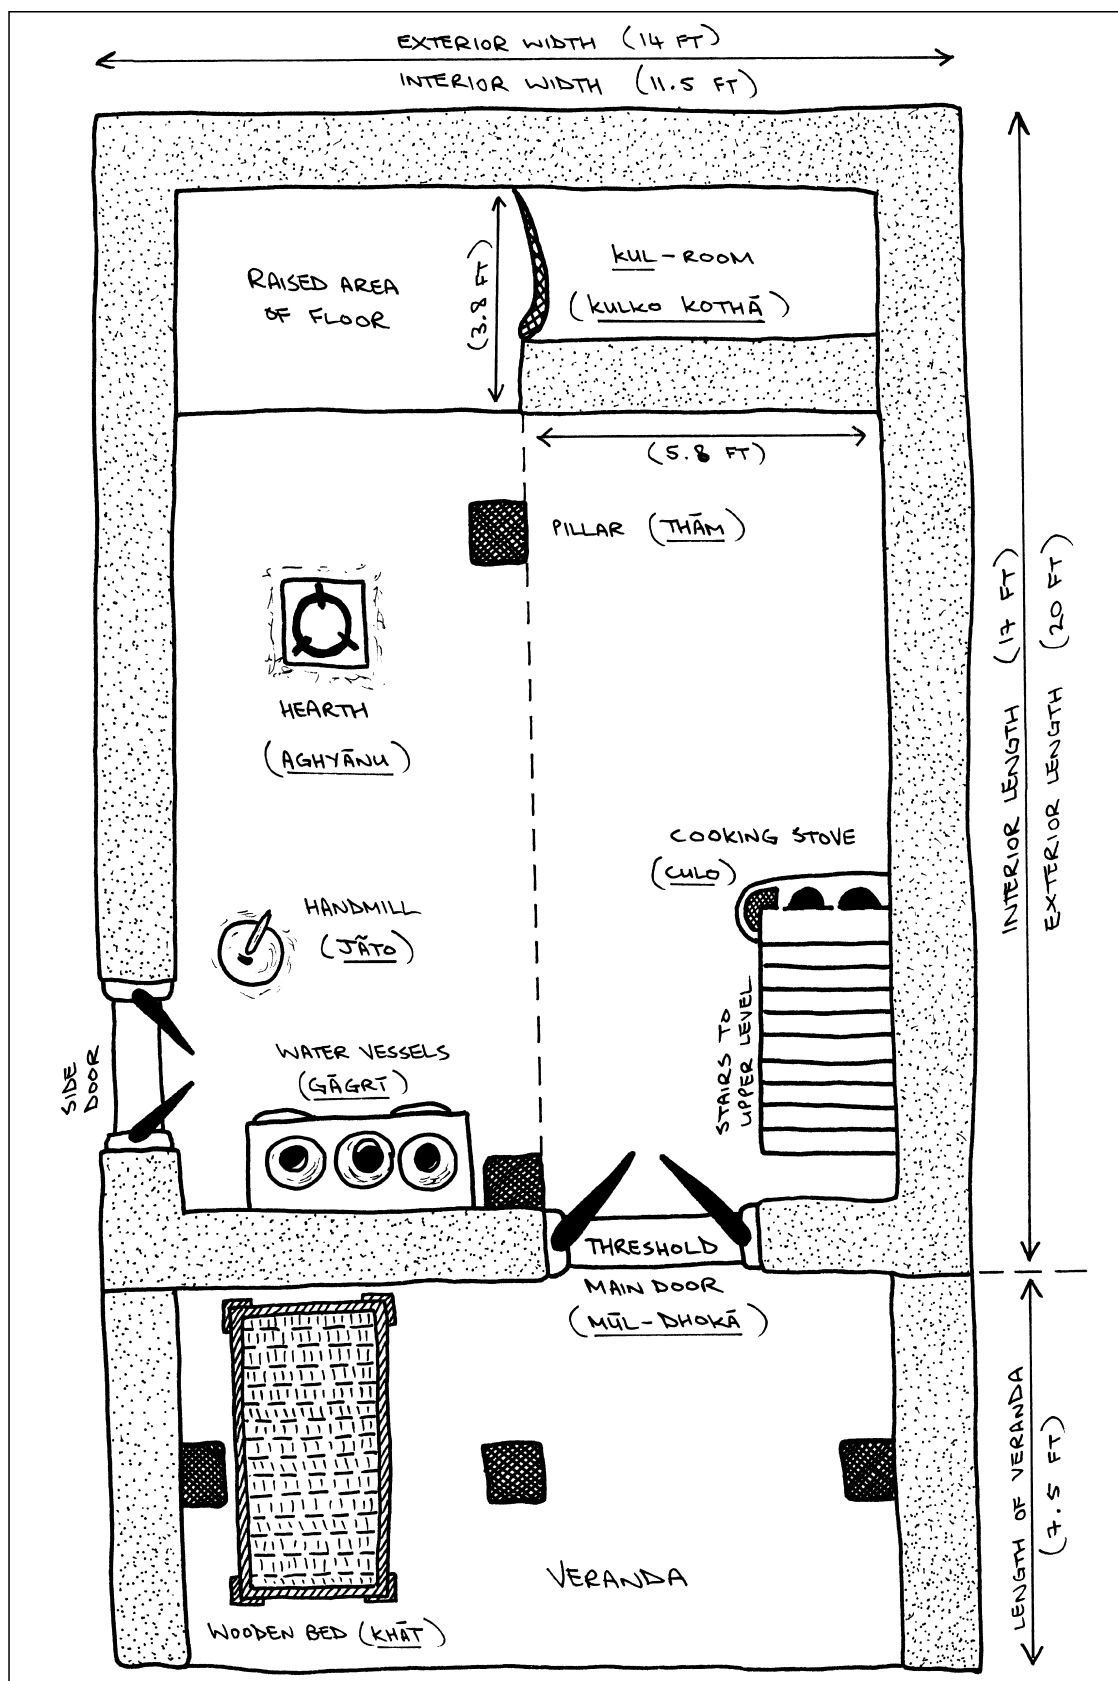 EXTERIOR WIDTH (14 FT)
INTERIOR WIDTH (11.5 FT)
RAISED AREA
OF FLOOR
(3.8 FT)
KUL-ROOM
(KULKO KOTHĀ)
(5.8 FT)
PILLAR (THĀM)
HEARTH
(AGHYĀNU)
INTERIOR LENGTH (17 FT)
EXTERIOR LENGTH (20 FT)
COOKING STOVE
(CULO)
HANDMILL
(JÃTO)
STAIRS TO
UPPER LEVEL
SIDE
DOOR
WATER VESSELS
(GĀGRĪ)
THRESHOLD
MAIN DOOR
(MŪL-DHOKĀ)
LENGTH OF VERANDA
(7.5 FT)
VERANDA
WOODEN BED (KHĀT)